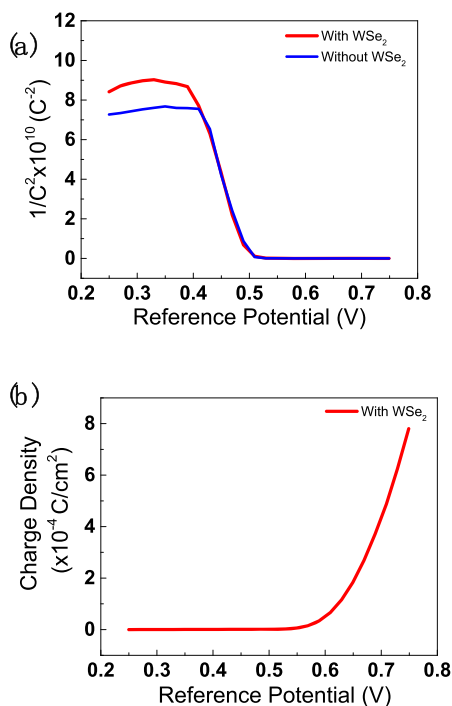 (a)
12
10
8
6
4
2
0
1/C²x10¹⁰ (C⁻²)
With WSe₂
Without WSe₂
0.2 0.3 0.4 0.5 0.6 0.7 0.8
Reference Potential (V)
(b)
8
6
4
2
0
Charge Density
(x10⁻⁴ C/cm²)
With WSe₂
0.2 0.3 0.4 0.5 0.6 0.7 0.8
Reference Potential (V)